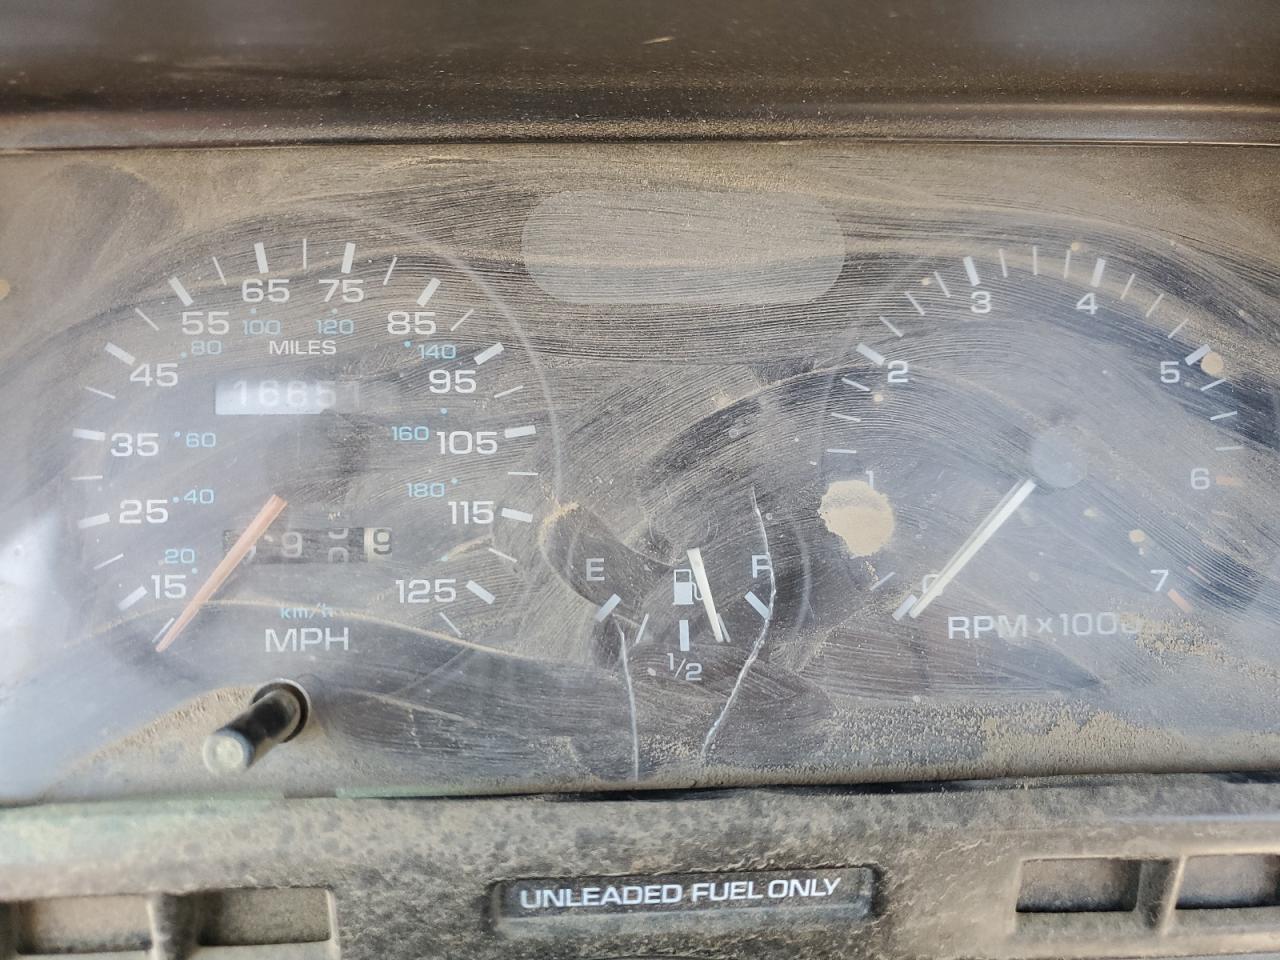 65 75
55 100 120 85
80 MILES 140
45 95
16651
35 60 160 105
25 40 180 115
20 9 9
15 125
km/h
MPH
E F
1/2
3 4
2 5
1 6
7
RPM x 1000
UNLEADED FUEL ONLY